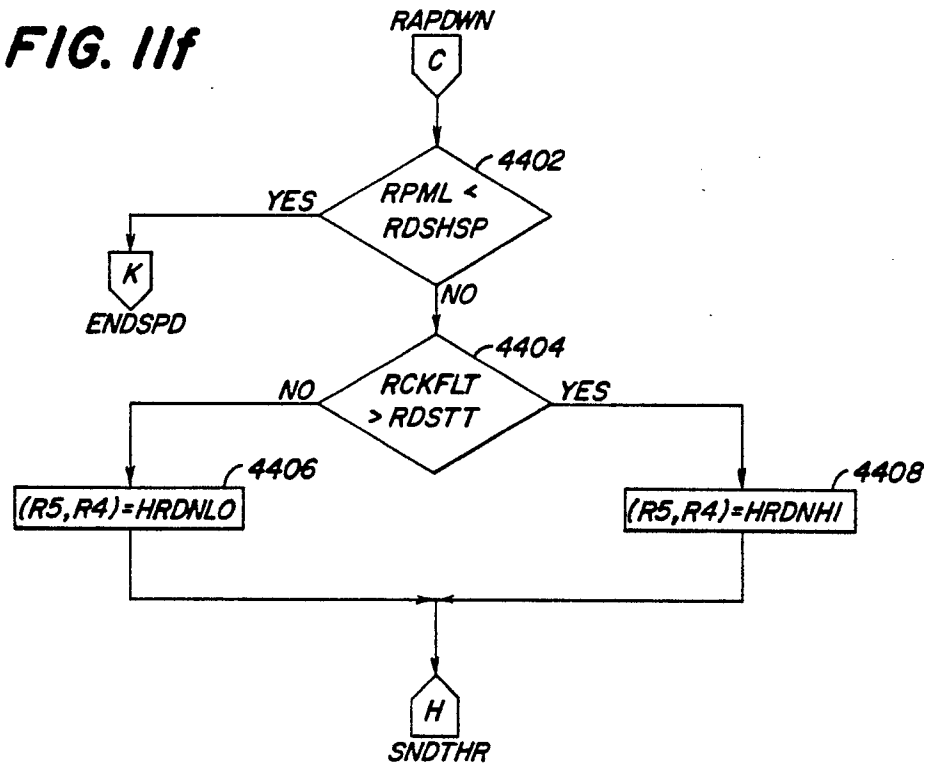 FIG. 11f
RAPDWN
C
4402
RPML <
RDSHSP
YES
K
ENDSPD
NO
4404
RCKFLT
> RDSTT
NO
YES
4406
(R5,R4)=HRDNLO
4408
(R5,R4)=HRDNHI
H
SNDTHR